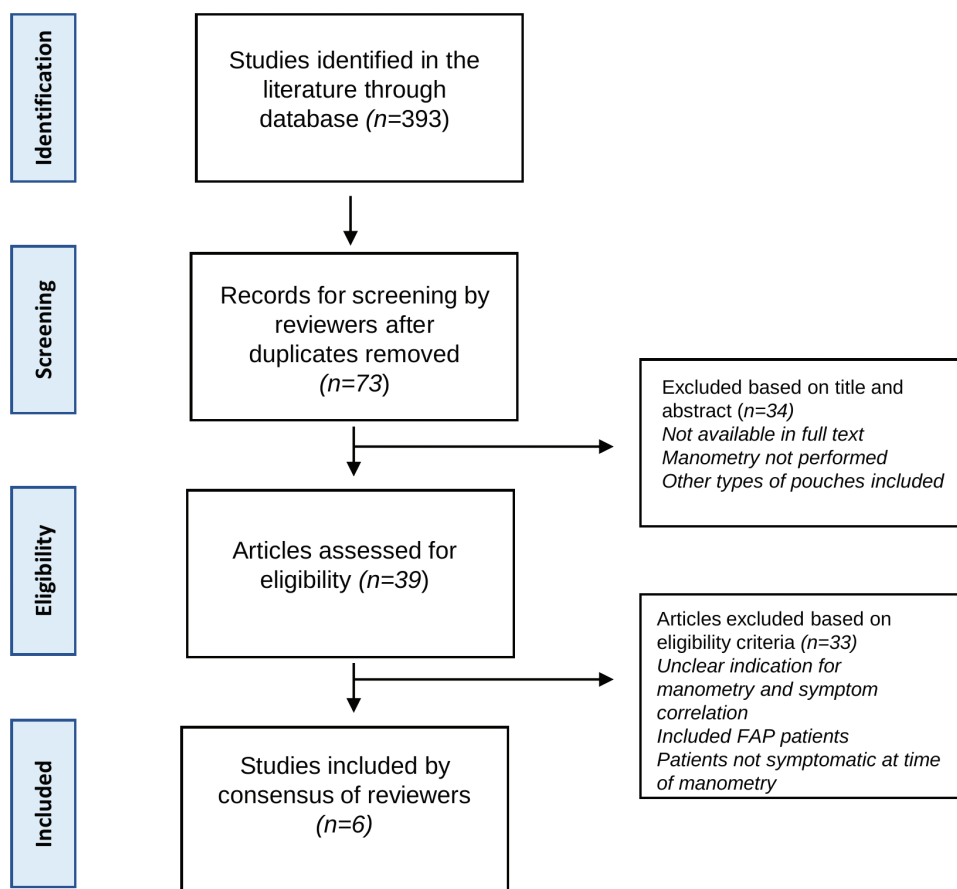 Identification
Studies identified in the
literature through
database (n=393)
Screening
Records for screening by
reviewers after
duplicates removed
(n=73)
Excluded based on title and
abstract (n=34)
Not available in full text
Manometry not performed
Other types of pouches included
Eligibility
Articles assessed for
eligibility (n=39)
Articles excluded based on
eligibility criteria (n=33)
Unclear indication for
manometry and symptom
correlation
Included FAP patients
Patients not symptomatic at time
of manometry
Included
Studies included by
consensus of reviewers
(n=6)